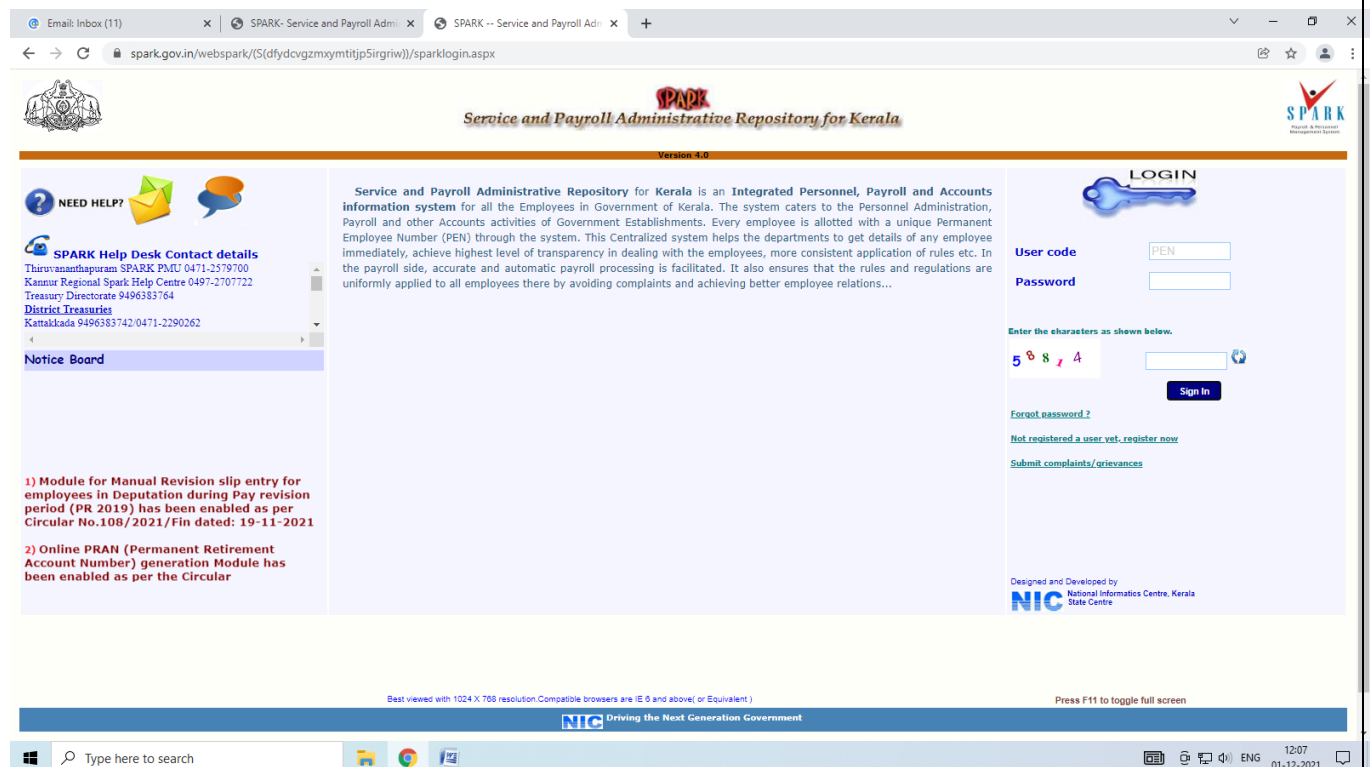 Email: Inbox (11)
SPARK- Service and Payroll Admi
SPARK -- Service and Payroll Adm
spark.gov.in/webspark/(S(dfydcvgzmxymtitjp5irgriw))/sparklogin.aspx
SPARK
Service and Payroll Administrative Repository for Kerala
SPARK
Payroll & Personnel
Management System
Version 4.0
NEED HELP?
SPARK Help Desk Contact details
Thiruvananthapuram SPARK PMU 0471-2579700
Kannur Regional Spark Help Centre 0497-2707722
Treasury Directorate 9496383764
District Treasuries
Kattakkada 9496383742/0471-2290262
Notice Board
1) Module for Manual Revision slip entry for
employees in Deputation during Pay revision
period (PR 2019) has been enabled as per
Circular No.108/2021/Fin dated: 19-11-2021
2) Online PRAN (Permanent Retirement
Account Number) generation Module has
been enabled as per the Circular
Service and Payroll Administrative Repository for Kerala is an Integrated Personnel, Payroll and Accounts
information system for all the Employees in Government of Kerala. The system caters to the Personnel Administration,
Payroll and other Accounts activities of Government Establishments. Every employee is allotted with a unique Permanent
Employee Number (PEN) through the system. This Centralized system helps the departments to get details of any employee
immediately, achieve highest level of transparency in dealing with the employees, more consistent application of rules etc. In
the payroll side, accurate and automatic payroll processing is facilitated. It also ensures that the rules and regulations are
uniformly applied to all employees there by avoiding complaints and achieving better employee relations...
LOGIN
User code
PEN
Password
Enter the characters as shown below.
5 8 8 1 4
Sign In
Forgot password ?
Not registered a user yet, register now
Submit complaints/grievances
Designed and Developed by
NIC National Informatics Centre, Kerala
State Centre
Best viewed with 1024 X 768 resolution.Compatible browsers are IE 6 and above( or Equivalent )
Press F11 to toggle full screen
NIC Driving the Next Generation Government
Type here to search
ENG
12:07
01-12-2021